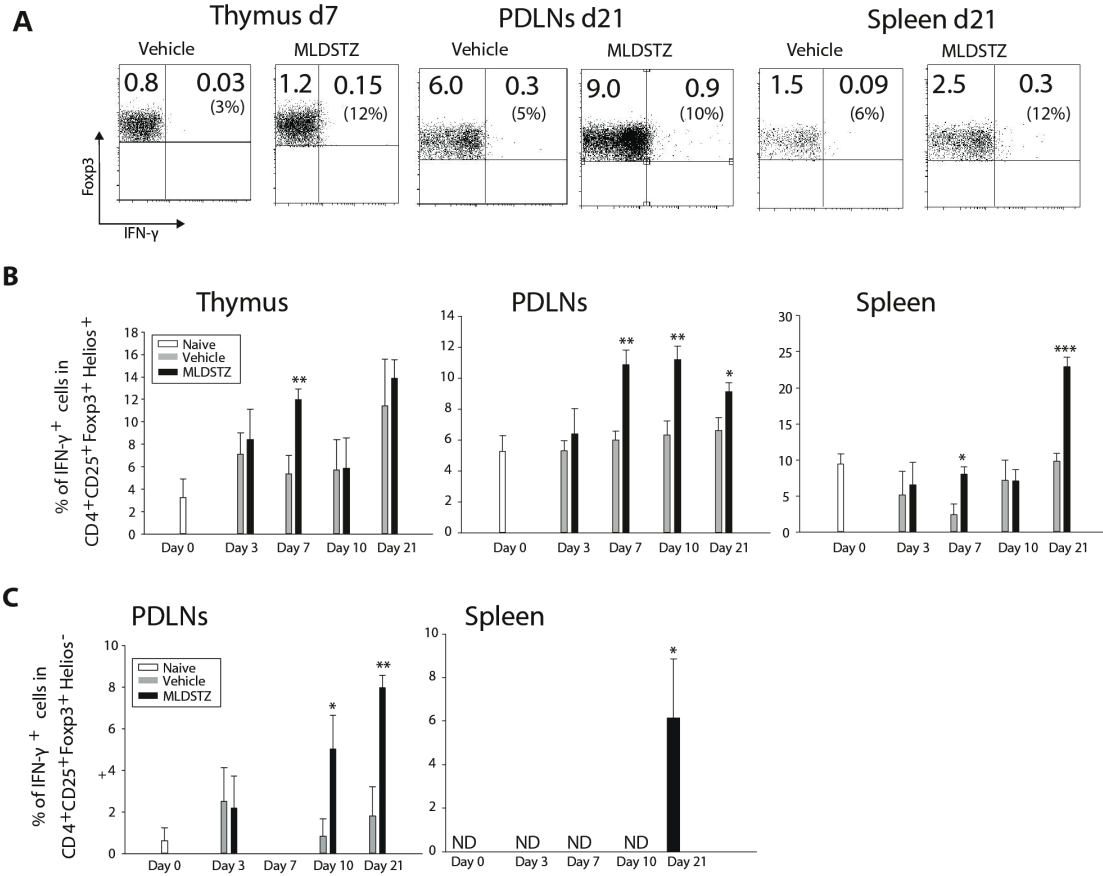 A
Thymus d7
PDLNs d21
Spleen d21
Vehicle
MLDSTZ
Vehicle
MLDSTZ
Vehicle
MLDSTZ
0.8 0.03
(3%)
1.2 0.15
(12%)
6.0 0.3
(5%)
9.0 0.9
(10%)
1.5 0.09
(6%)
2.5 0.3
(12%)
Foxp3
IFN-γ
B
Thymus
% of IFN-γ+ cells in
CD4+CD25+Foxp3+ Helios+
18
16
14
12
10
8
6
4
2
0
Naive
Vehicle
MLDSTZ
**
Day 0 Day 3 Day 7 Day 10 Day 21
PDLNs
14
12
10
8
6
4
2
0
** ** *
Day 0 Day 3 Day 7 Day 10 Day 21
Spleen
30
25
20
15
10
5
0
* ***
Day 0 Day 3 Day 7 Day 10 Day 21
C
PDLNs
% of IFN-γ+ cells in
CD4+CD25+Foxp3+ Helios-
10
8
6
+4
2
0
Naive
Vehicle
MLDSTZ
* **
Day 0 Day 3 Day 7 Day 10 Day 21
Spleen
10
8
6
4
2
0
*
ND ND ND ND
Day 0 Day 3 Day 7 Day 10 Day 21